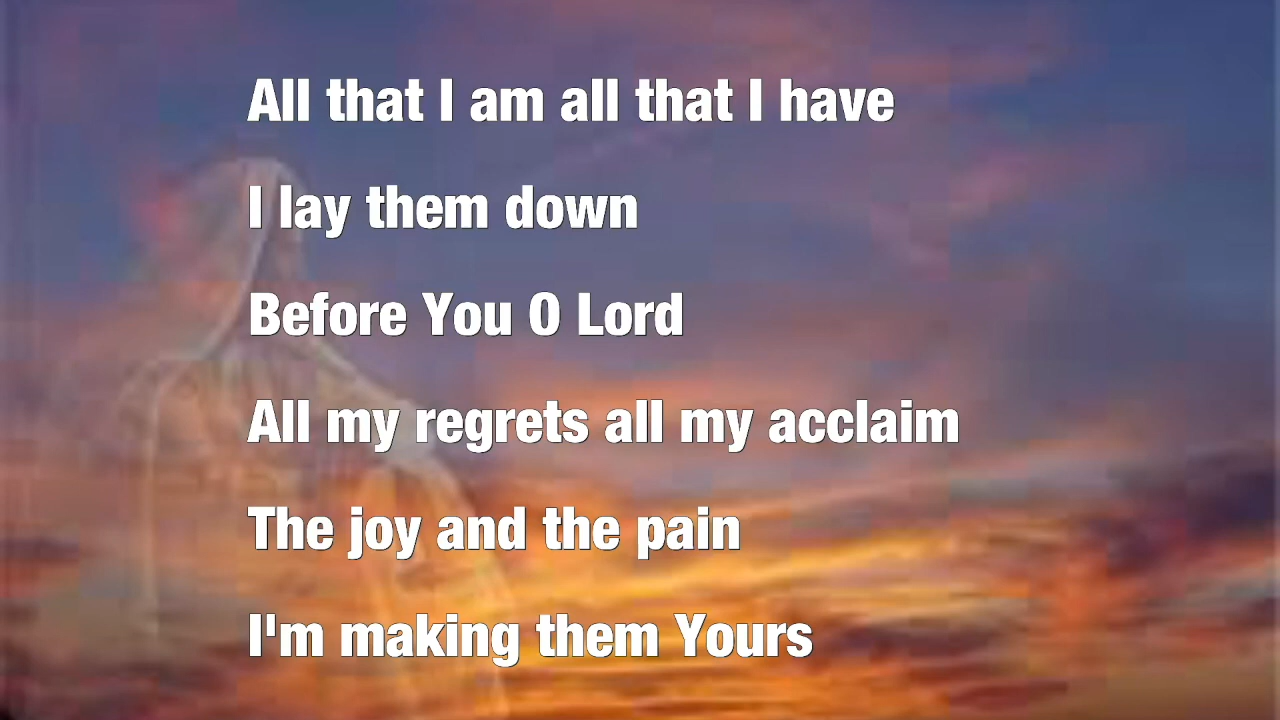 All that I am all that I have
I lay them down
Before You O Lord
All my regrets all my acclaim
The joy and the pain
I'm making them Yours